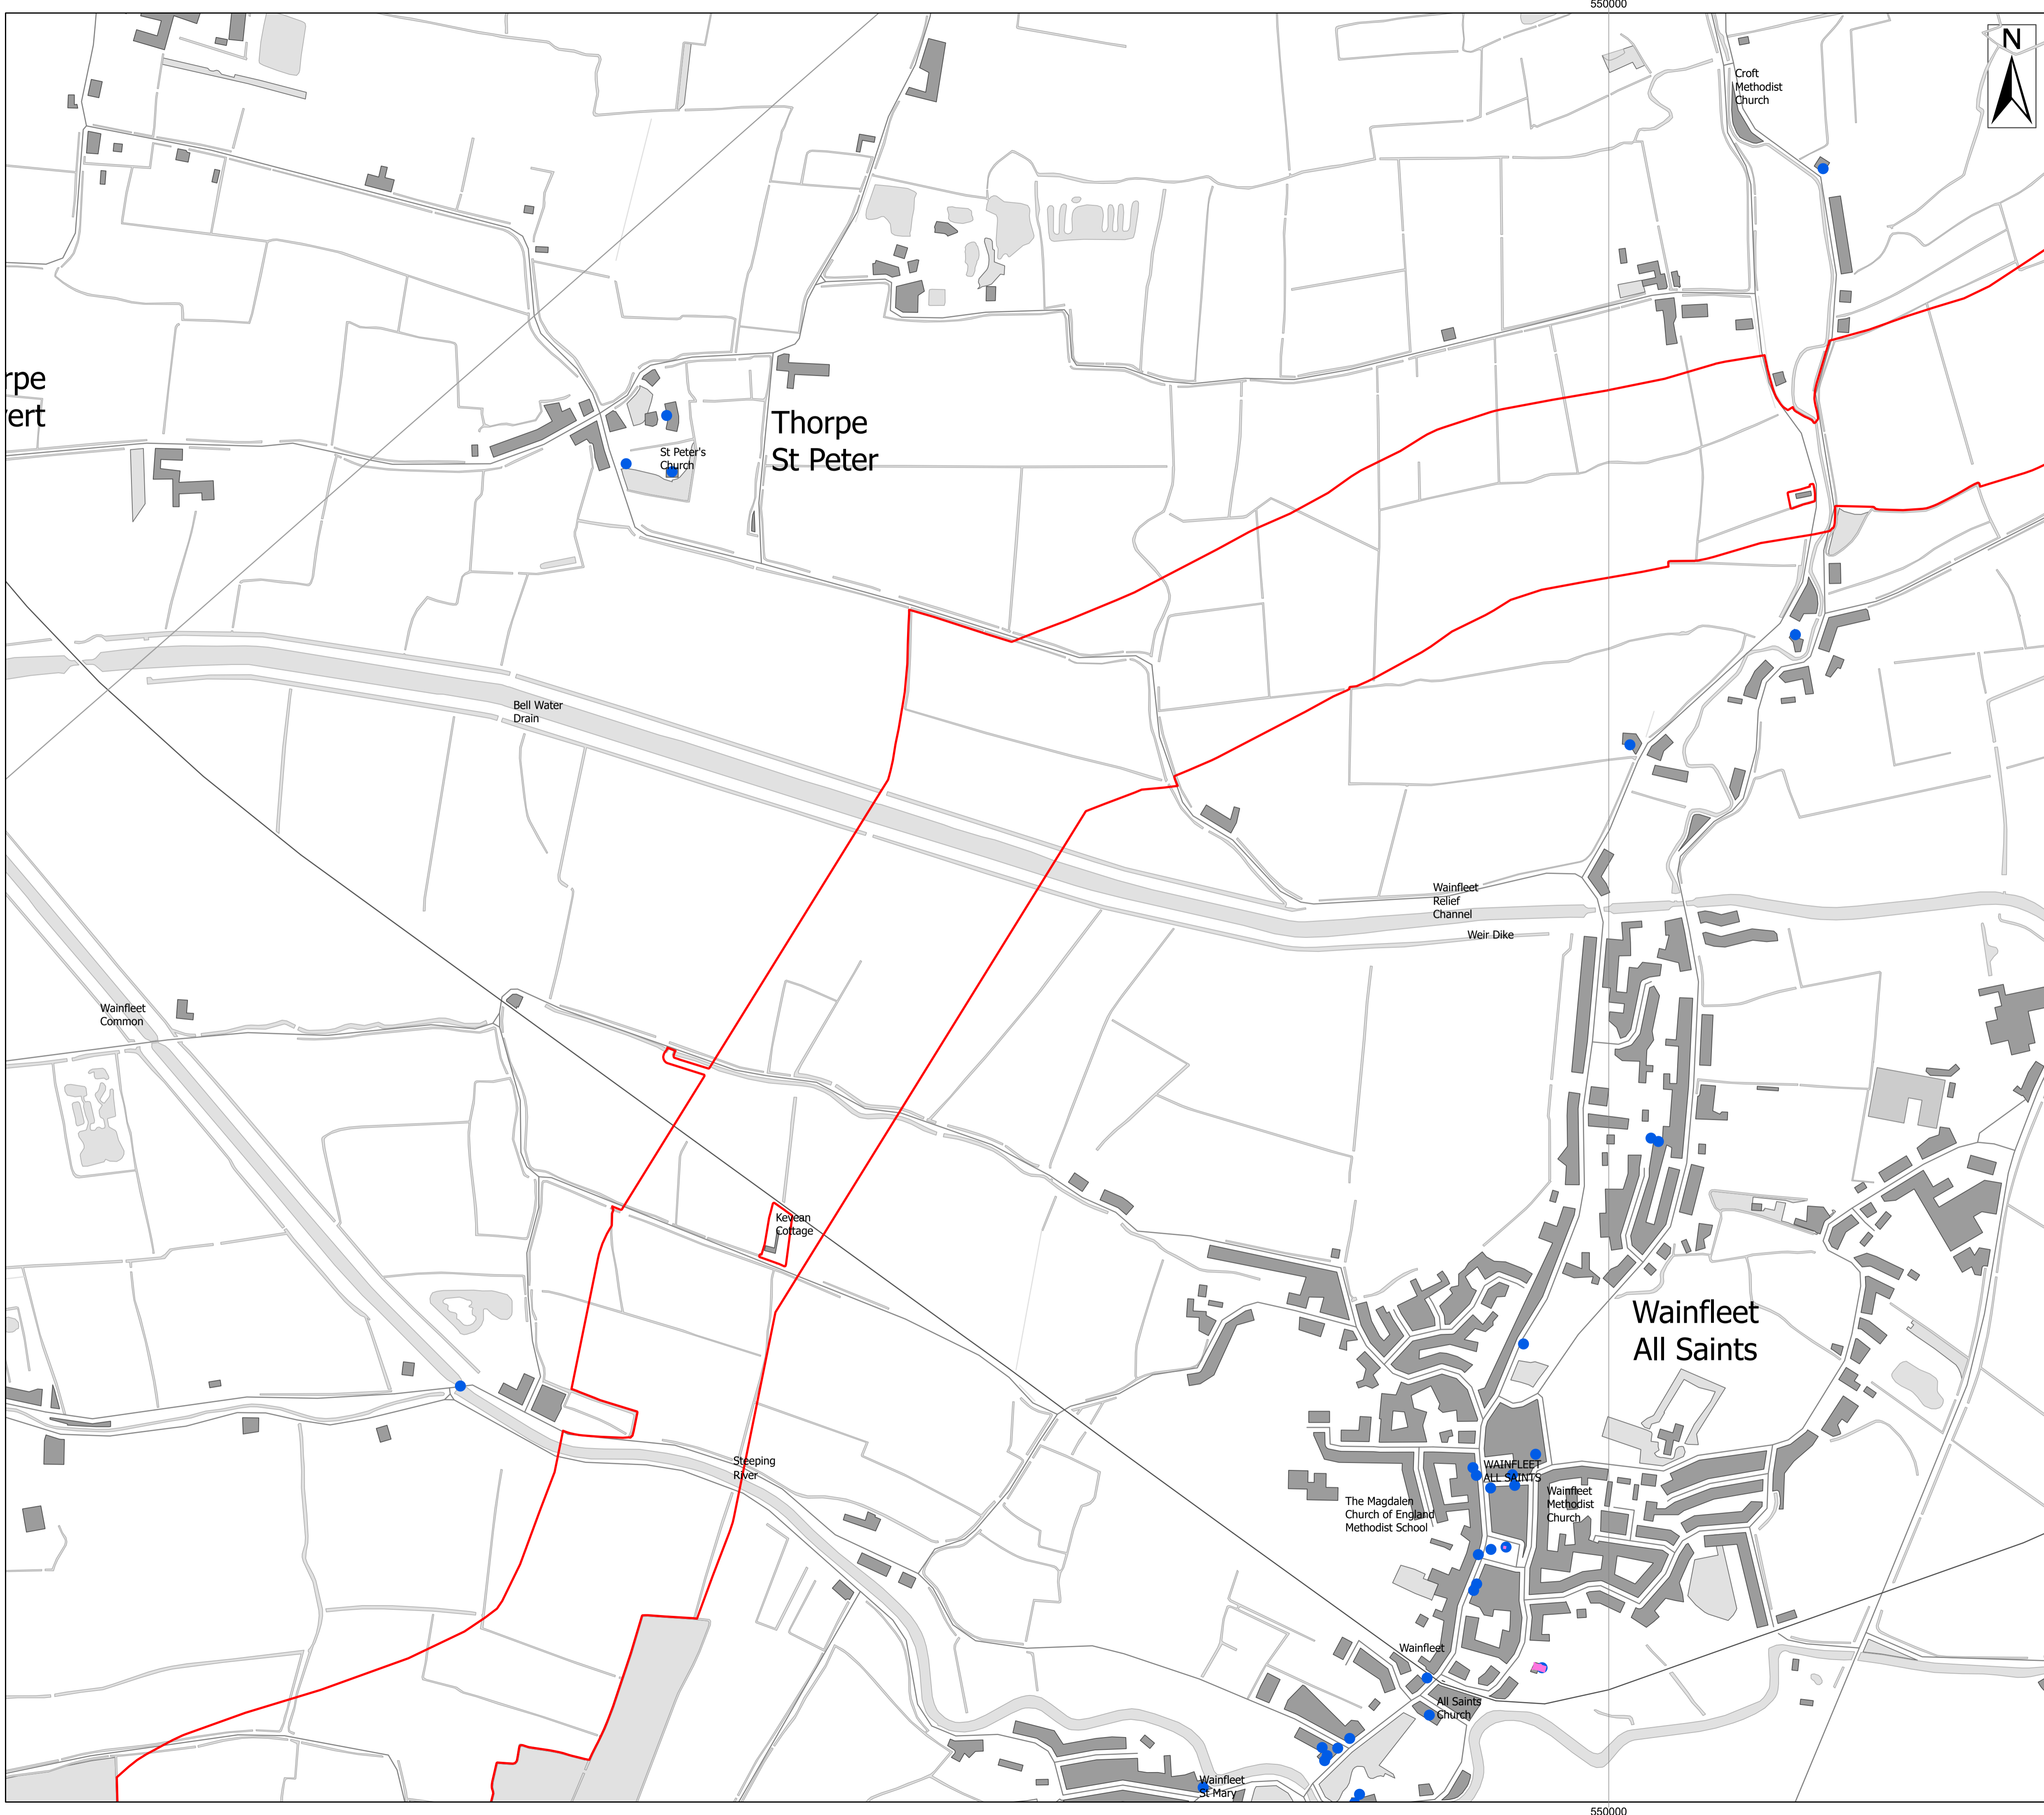 550000
N
Croft
Methodist
Church
rpe
ert
Thorpe
St Peter
St Peter's
Church
Bell Water
Drain
Wainfleet
Relief
Channel
Weir Dike
Wainfleet
Common
Kevean
Cottage
Wainfleet
All Saints
Steeping
River
WAINFLEET
ALL SAINTS
Wainfleet
Methodist
Church
The Magdalen
Church of England
Methodist School
Wainfleet
All Saints
Church
Wainfleet
St Mary
550000